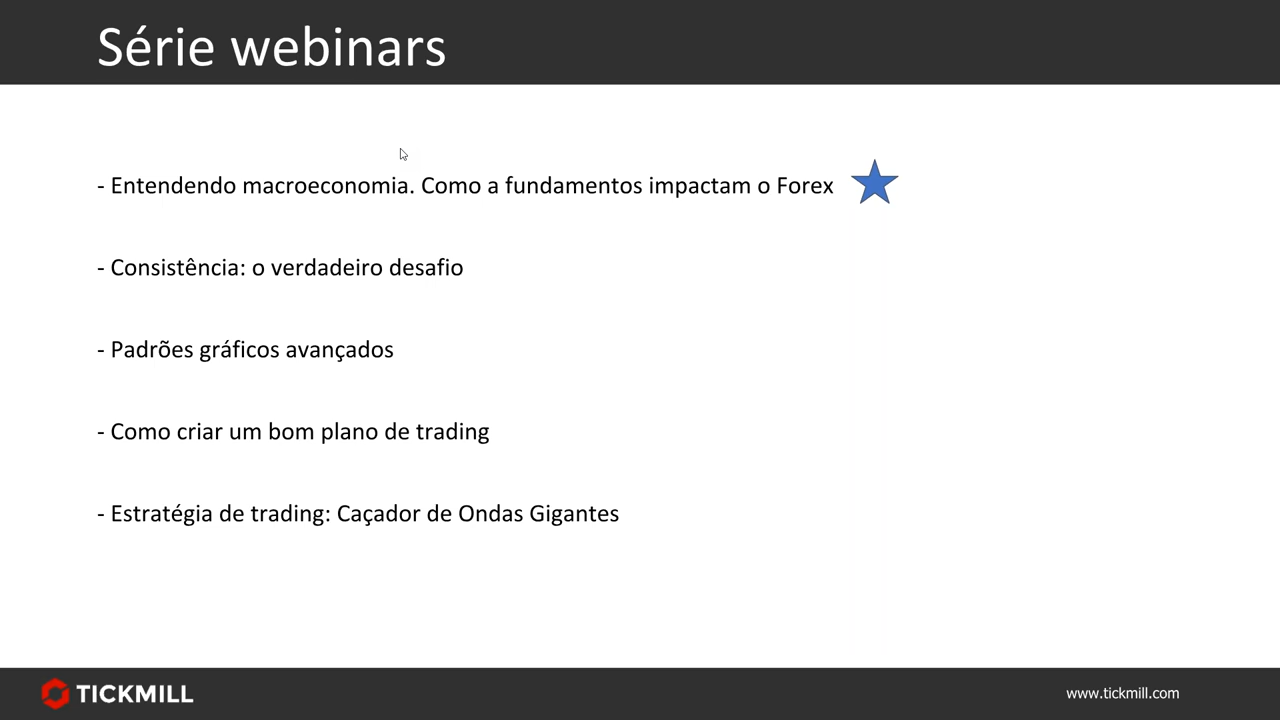 Série webinars
- Entendendo macroeconomia. Como a fundamentos impactam o Forex
- Consistência: o verdadeiro desafio
- Padrões gráficos avançados
- Como criar um bom plano de trading
- Estratégia de trading: Caçador de Ondas Gigantes
TICKMILL
www.tickmill.com